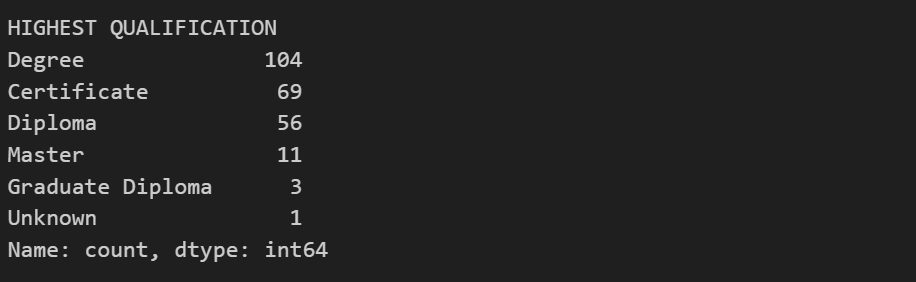 HIGHEST QUALIFICATION
Degree 104
Certificate 69
Diploma 56
Master 11
Graduate Diploma 3
Unknown 1
Name: count, dtype: int64